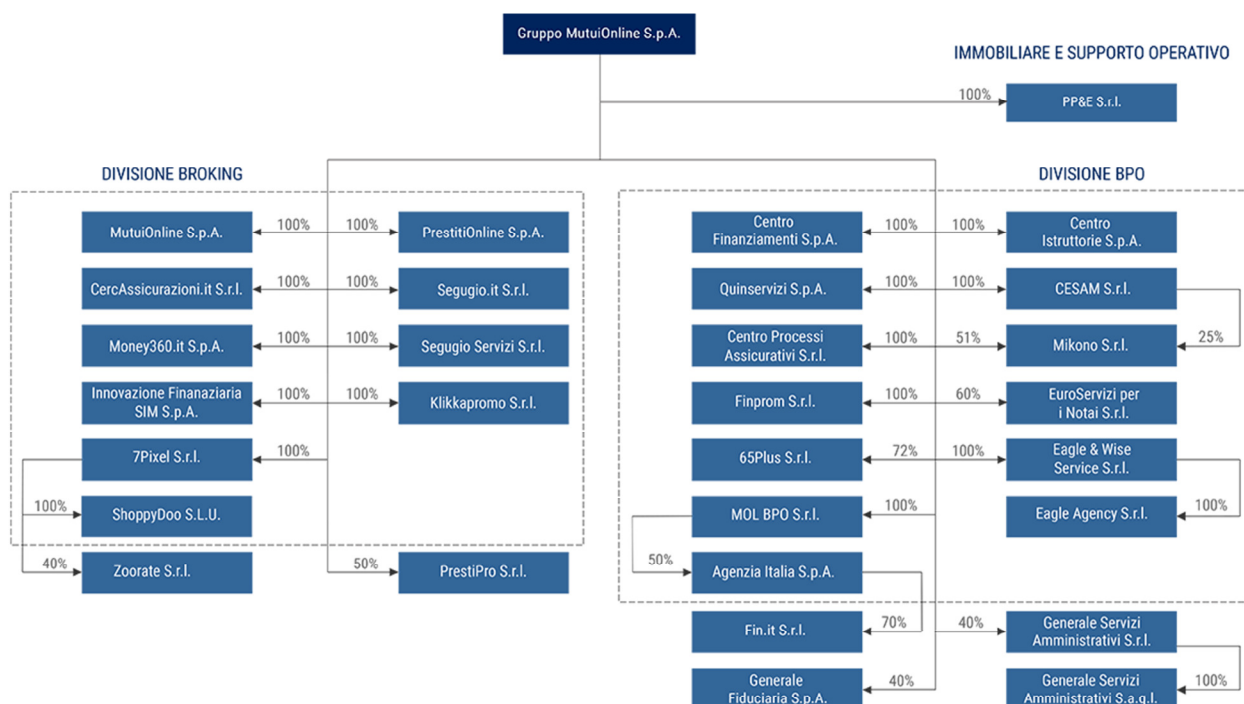 Gruppo MutuiOnline S.p.A.
IMMOBILIARE E SUPPORTO OPERATIVO
100%
PP&E S.r.l.
DIVISIONE BROKING
MutuiOnline S.p.A.
100%
100%
PrestitiOnline S.p.A.
CercAssicurazioni.it S.r.l.
100%
100%
Segugio.it S.r.l.
Money360.it S.p.A.
100%
100%
Segugio Servizi S.r.l.
Innovazione Finanaziaria
SIM S.p.A.
100%
100%
Klikkapromo S.r.l.
7Pixel S.r.l.
100%
100%
ShoppyDoo S.L.U.
40%
Zoorate S.r.l.
50%
PrestiPro S.r.l.
DIVISIONE BPO
Centro
Finanziamenti S.p.A.
100%
100%
Centro
Istruttorie S.p.A.
Quinservizi S.p.A.
100%
100%
CESAM S.r.l.
Centro Processi
Assicurativi S.r.l.
100%
51%
Mikono S.r.l.
25%
Finprom S.r.l.
100%
60%
EuroServizi per
i Notai S.r.l.
65Plus S.r.l.
72%
100%
Eagle & Wise
Service S.r.l.
MOL BPO S.r.l.
100%
Eagle Agency S.r.l.
100%
50%
Agenzia Italia S.p.A.
Fin.it S.r.l.
70%
40%
Generale Servizi
Amministrativi S.r.l.
Generale
Fiduciaria S.p.A.
40%
Generale Servizi
Amministrativi S.a.g.l.
100%